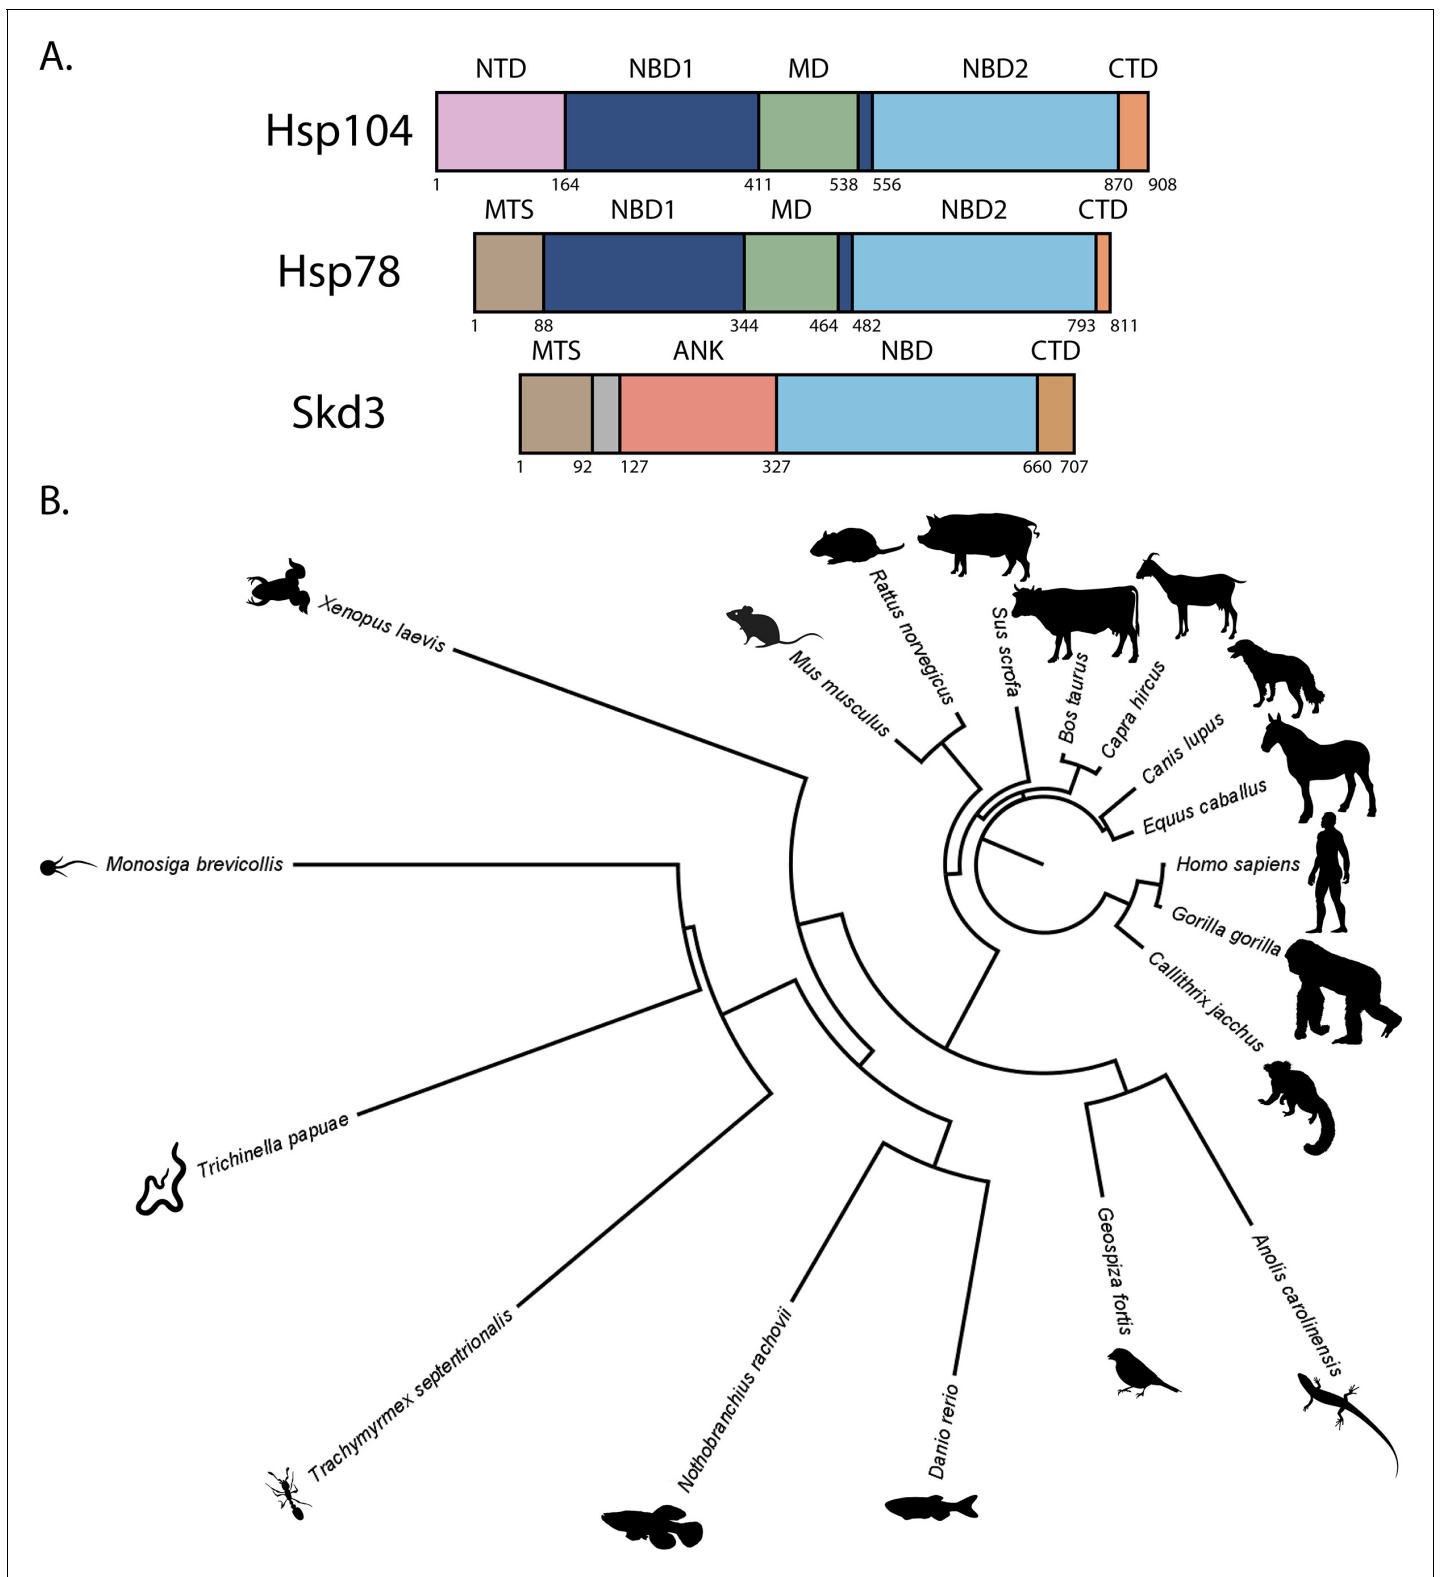 A.
NTD NBD1 MD NBD2 CTD
Hsp104
1 164 411 538 556 870 908
MTS NBD1 MD NBD2 CTD
Hsp78
1 88 344 464 482 793 811
MTS ANK NBD CTD
Skd3
1 92 127 327 660 707
B.
Xenopus laevis
Mus musculus
Rattus norvegicus
Sus scrofa
Bos taurus
Capra hircus
Canis lupus
Equus caballus
Homo sapiens
Gorilla gorilla
Callithrix jacchus
Monosiga brevicollis
Trichinella papuae
Trachymyrmex septentrionalis
Nothobranchius rachovii
Danio rerio
Geospiza fortis
Anolis carolinensis